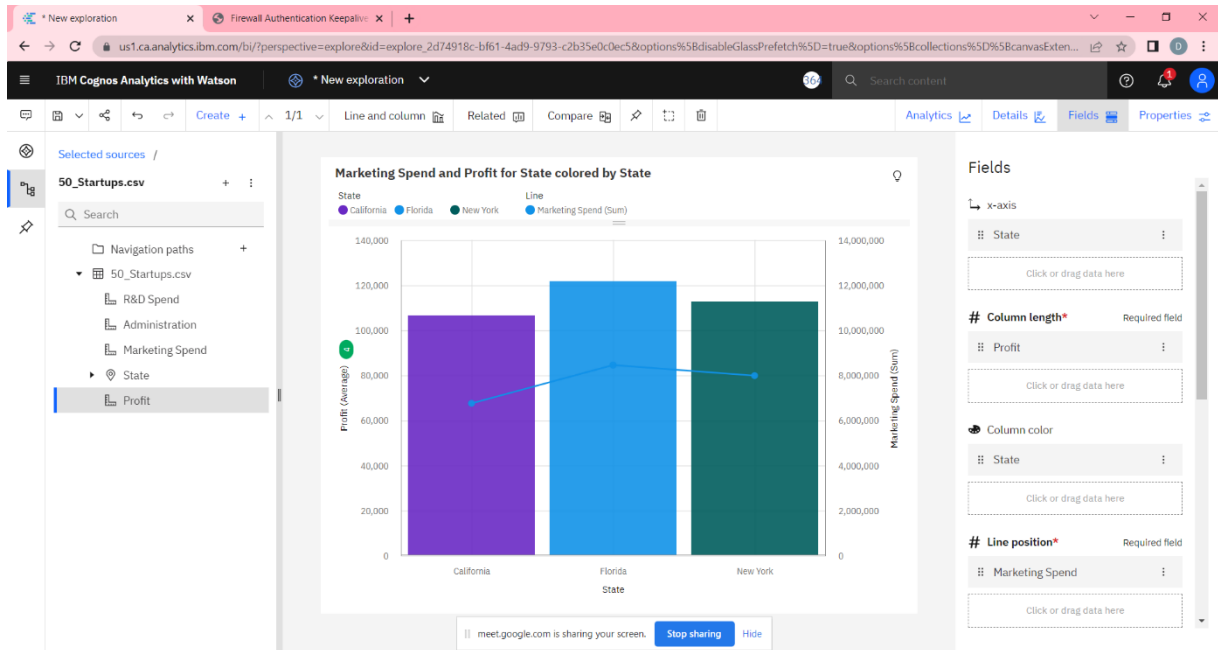 * New exploration
Firewall Authentication Keepalive
us1.ca.analytics.ibm.com/bi/?perspective=explore&id=explore_2d74918c-bf61-4ad9-9793-c2b35e0c0ec5&options%5BdisableGlassPrefetch%5D=true&options%5Bcollections%5D%5BcanvasExten...
D
IBM Cognos Analytics with Watson
* New exploration
364
Search content
1
Create +
1/1
Line and column
Related
Compare
Analytics
Details
Fields
Properties
Selected sources /
50_Startups.csv
Search
Navigation paths
50_Startups.csv
R&D Spend
Administration
Marketing Spend
State
Profit
Marketing Spend and Profit for State colored by State
State
California
Florida
New York
Line
Marketing Spend (Sum)
140,000
120,000
100,000
80,000
60,000
40,000
20,000
0
Profit (Average)
14,000,000
12,000,000
10,000,000
8,000,000
6,000,000
4,000,000
2,000,000
0
Marketing Spend (Sum)
California
Florida
New York
State
Fields
x-axis
State
Click or drag data here
# Column length*
Required field
Profit
Click or drag data here
Column color
State
Click or drag data here
# Line position*
Required field
Marketing Spend
Click or drag data here
meet.google.com is sharing your screen.
Stop sharing
Hide